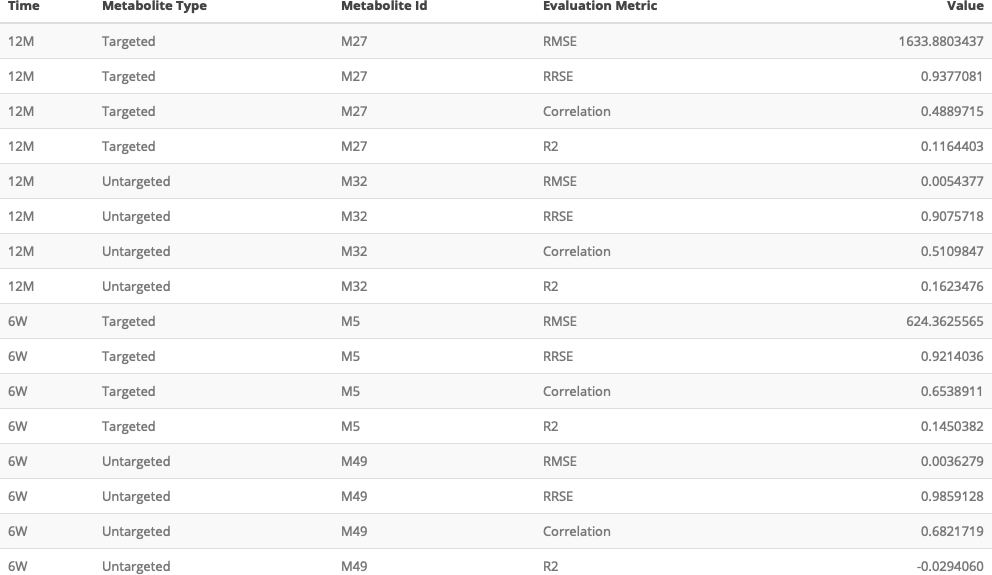 Time Metabolite Type Metabolite Id Evaluation Metric Value
12M Targeted M27 RMSE 1633.8803437
12M Targeted M27 RRSE 0.9377081
12M Targeted M27 Correlation 0.4889715
12M Targeted M27 R2 0.1164403
12M Untargeted M32 RMSE 0.0054377
12M Untargeted M32 RRSE 0.9075718
12M Untargeted M32 Correlation 0.5109847
12M Untargeted M32 R2 0.1623476
6W Targeted M5 RMSE 624.3625565
6W Targeted M5 RRSE 0.9214036
6W Targeted M5 Correlation 0.6538911
6W Targeted M5 R2 0.1450382
6W Untargeted M49 RMSE 0.0036279
6W Untargeted M49 RRSE 0.9859128
6W Untargeted M49 Correlation 0.6821719
6W Untargeted M49 R2 -0.0294060